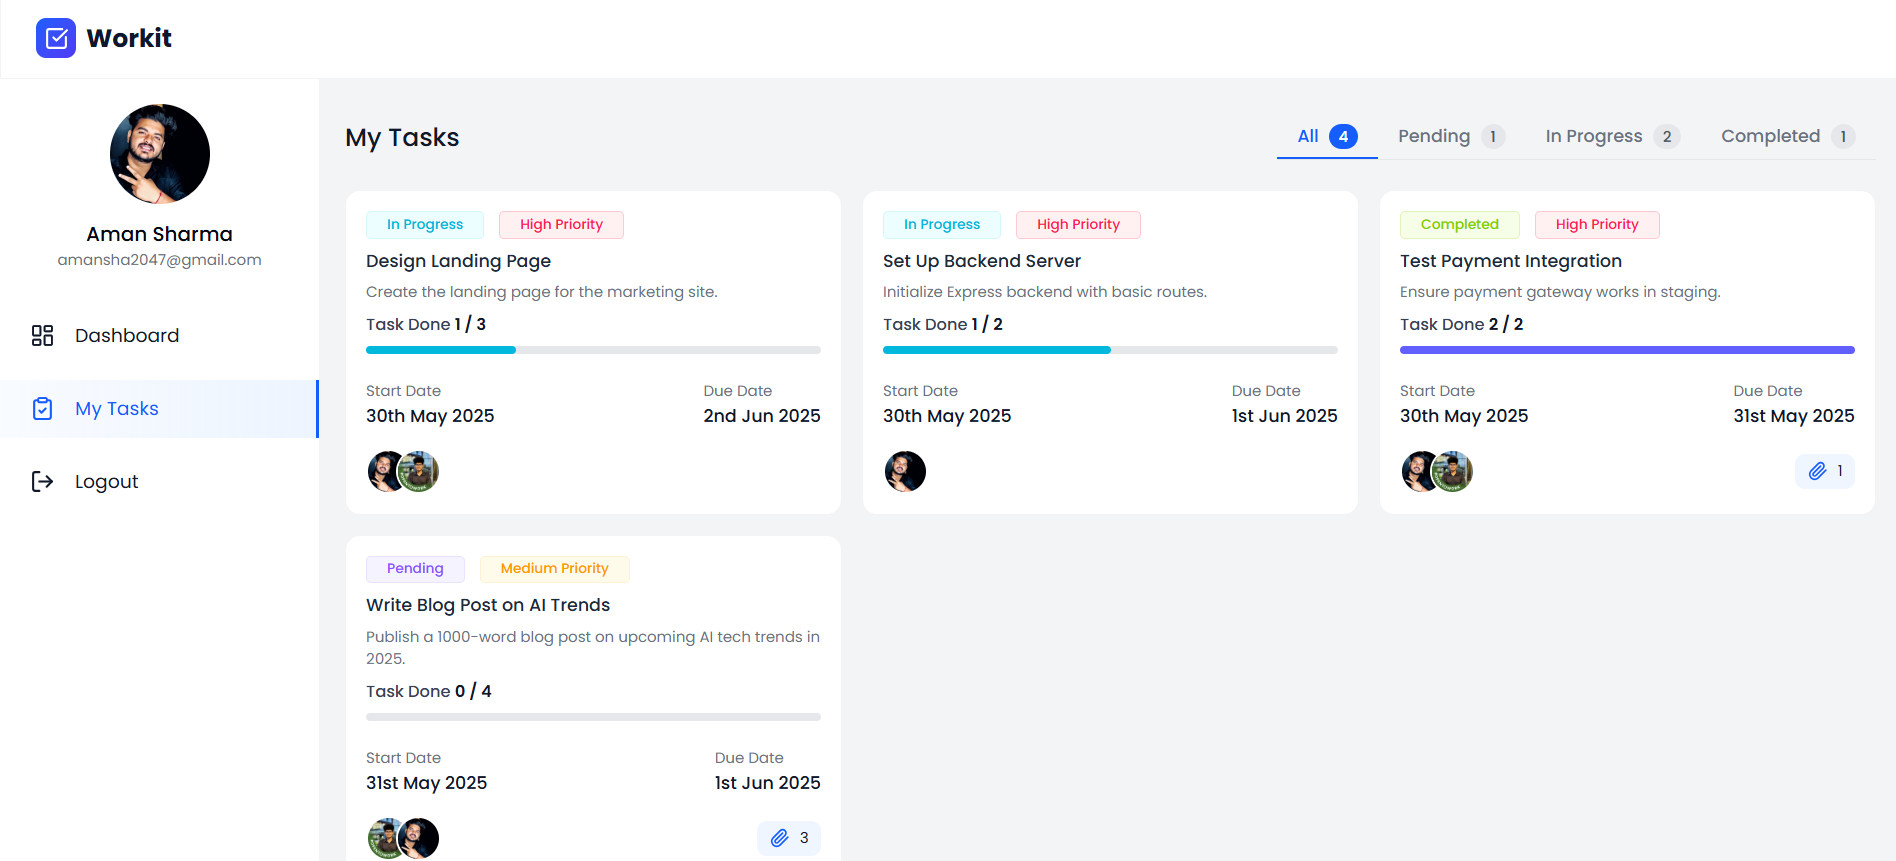 Workit
Aman Sharma
amansha2047@gmail.com
Dashboard
My Tasks
Logout
My Tasks
All 4 Pending 1 In Progress 2 Completed 1
In Progress High Priority
Design Landing Page
Create the landing page for the marketing site.
Task Done 1 / 3
Start Date Due Date
30th May 2025 2nd Jun 2025
In Progress High Priority
Set Up Backend Server
Initialize Express backend with basic routes.
Task Done 1 / 2
Start Date Due Date
30th May 2025 1st Jun 2025
Completed High Priority
Test Payment Integration
Ensure payment gateway works in staging.
Task Done 2 / 2
Start Date Due Date
30th May 2025 31st May 2025
1
Pending Medium Priority
Write Blog Post on AI Trends
Publish a 1000-word blog post on upcoming AI tech trends in
2025.
Task Done 0 / 4
Start Date Due Date
31st May 2025 1st Jun 2025
3